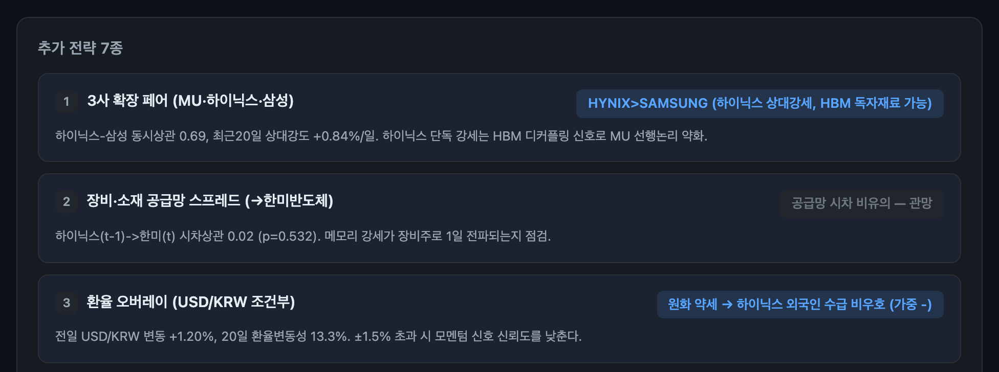 추가 전략 7종
1
3사 확장 페어 (MU·하이닉스·삼성)
HYNIX>SAMSUNG (하이닉스 상대강세, HBM 독자재료 가능)
하이닉스-삼성 동시상관 0.69, 최근20일 상대강도 +0.84%/일. 하이닉스 단독 강세는 HBM 디커플링 신호로 MU 선행논리 약화.
2
장비·소재 공급망 스프레드 (→한미반도체)
공급망 시차 비유의 — 관망
하이닉스(t-1)->한미(t) 시차상관 0.02 (p=0.532). 메모리 강세가 장비주로 1일 전파되는지 점검.
3
환율 오버레이 (USD/KRW 조건부)
원화 약세 → 하이닉스 외국인 수급 비우호 (가중 -)
전일 USD/KRW 변동 +1.20%, 20일 환율변동성 13.3%. ±1.5% 초과 시 모멘텀 신호 신뢰도를 낮춘다.